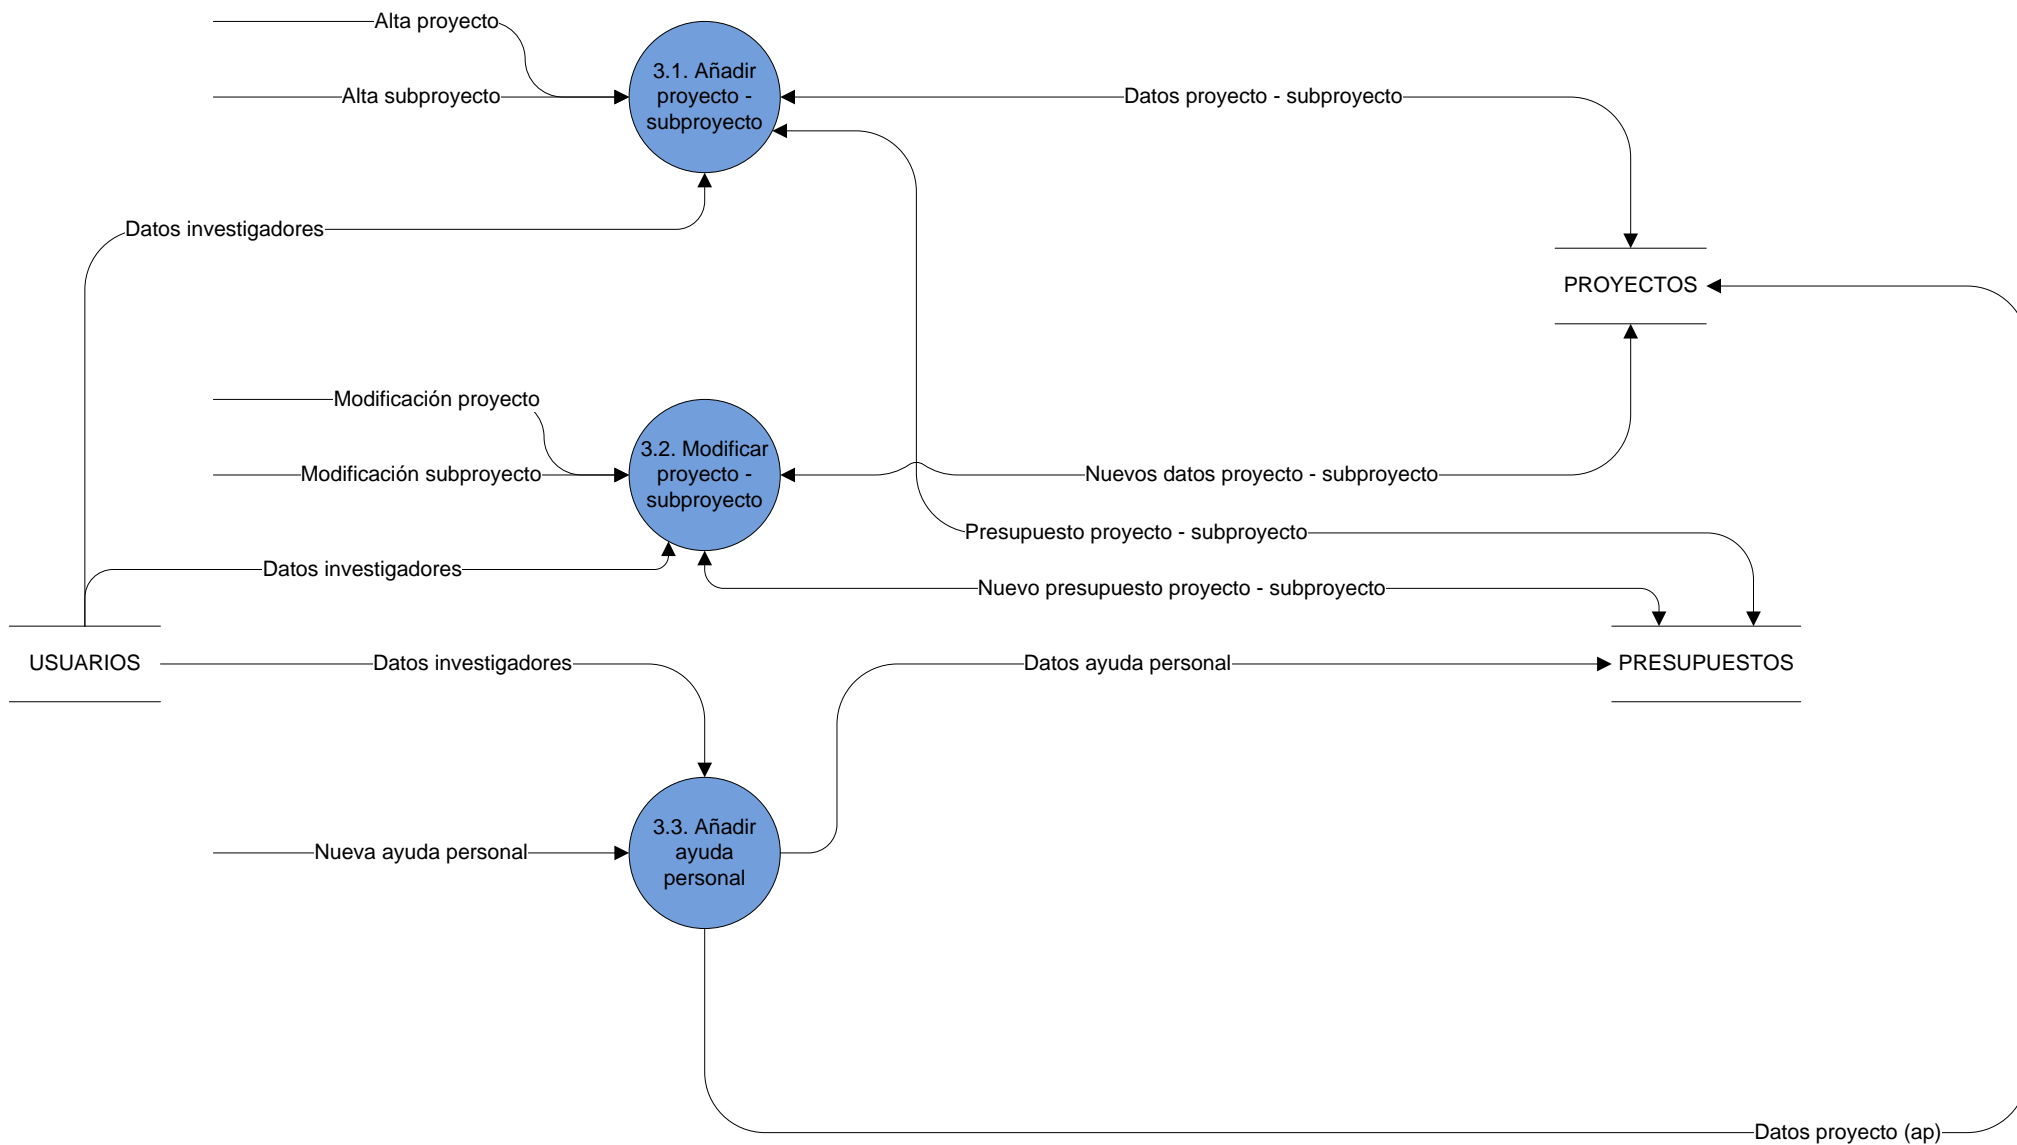 Alta proyecto
3.1. Añadir
proyecto -
subproyecto
Alta subproyecto
Datos proyecto - subproyecto
Datos investigadores
PROYECTOS
Modificación proyecto
3.2. Modificar
proyecto -
subproyecto
Modificación subproyecto
Nuevos datos proyecto - subproyecto
Presupuesto proyecto - subproyecto
Datos investigadores
Nuevo presupuesto proyecto - subproyecto
USUARIOS
Datos investigadores
Datos ayuda personal
PRESUPUESTOS
3.3. Añadir
ayuda
personal
Nueva ayuda personal
Datos proyecto (ap)